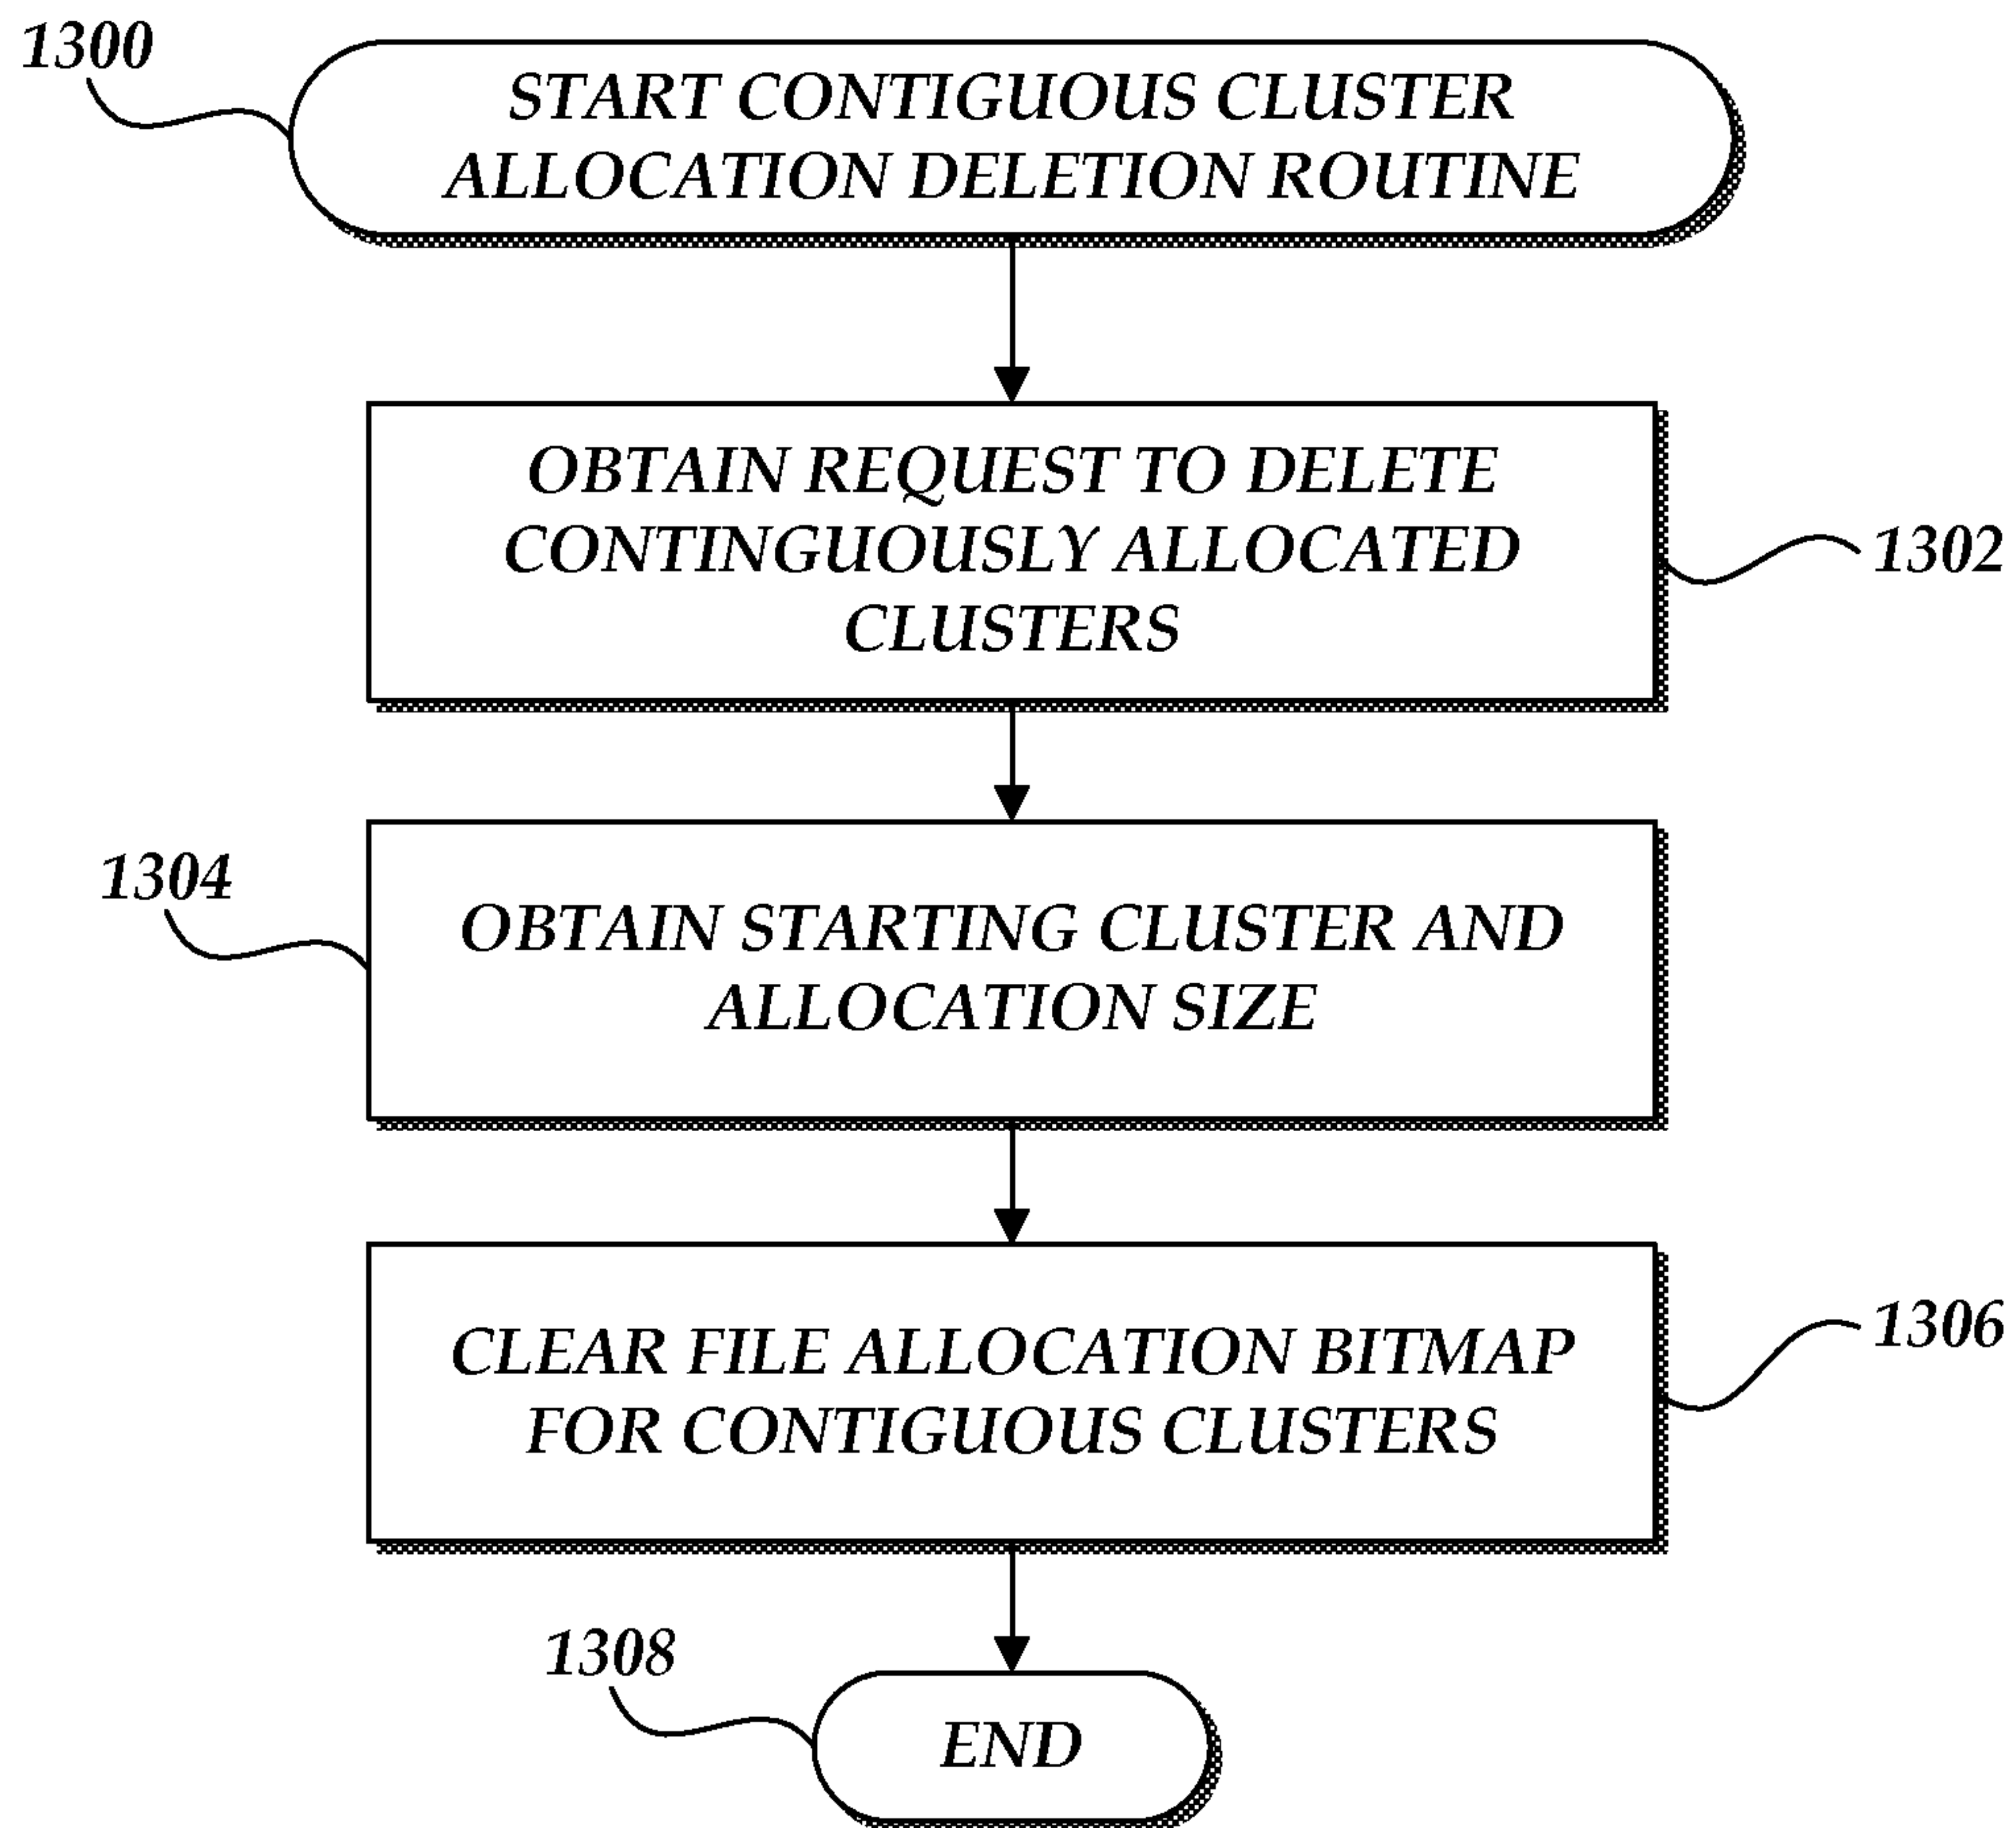 1300
START CONTIGUOUS CLUSTER
ALLOCATION DELETION ROUTINE
OBTAIN REQUEST TO DELETE
CONTINGUOUSLY ALLOCATED
CLUSTERS
1302
1304
OBTAIN STARTING CLUSTER AND
ALLOCATION SIZE
CLEAR FILE ALLOCATION BITMAP
FOR CONTIGUOUS CLUSTERS
1306
1308
END